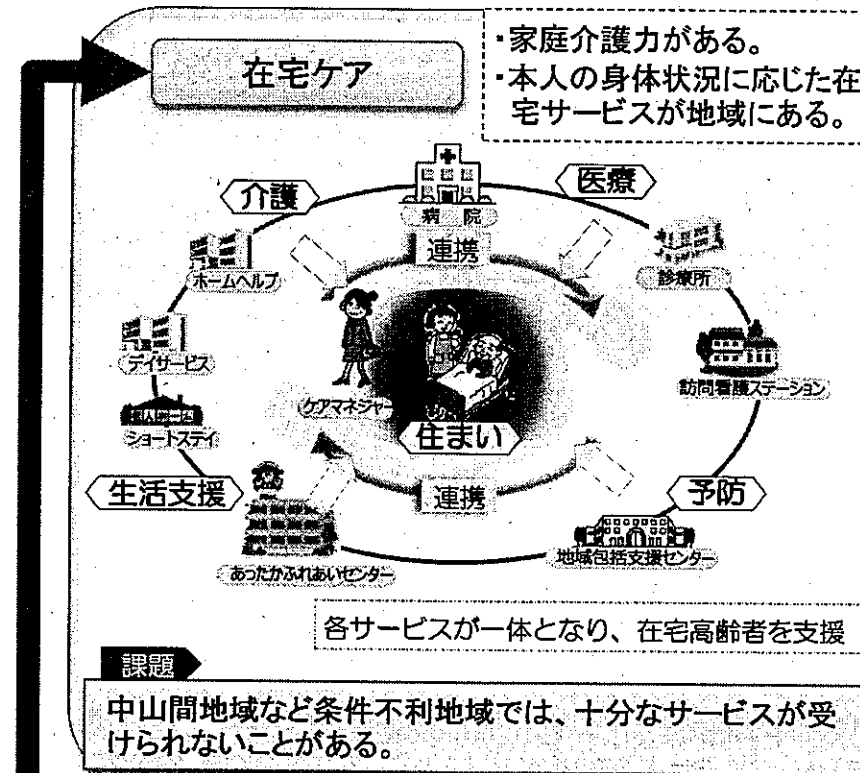 在宅ケア
・家庭介護力がある。
・本人の身体状況に応じた在
宅サービスが地域にある。
介護
医療
病院
連携
ホームヘルプ
診療所
デイサービス
訪問看護ステーション
ケアマネジャー
ショートステイ
住まい
生活支援
連携
予防
あったかふれあいセンター
地域包括支援センター
各サービスが一体となり、在宅高齢者を支援
課題
中山間地域など条件不利地域では、十分なサービスが受
けられないことがある。